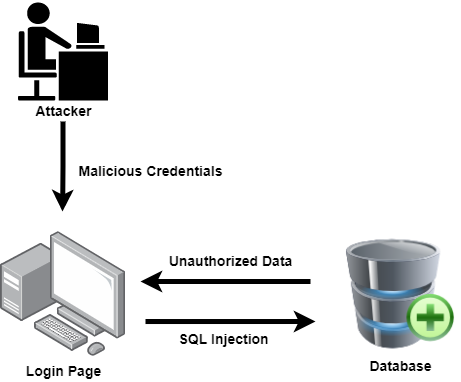 Attacker
Malicious Credentials
Unauthorized Data
SQL Injection
Login Page
Database